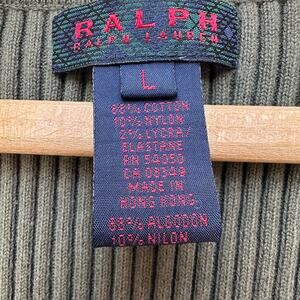 RALPH
RALPH LAUREN
L
88% COTTON
10% NYLON
2% LYCRA/
ELASTANE
RN 54050
CA 08349
MADE IN
HONG KONG
88% ALGODON
10% NILON